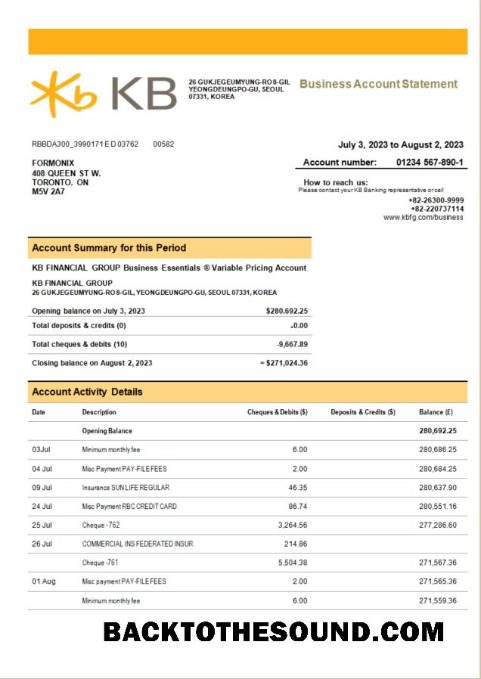 Kb KB
26 GUKJEGEUMYUNG-RO 8-GIL
YEONGDEUNGPO-GU, SEOUL
07331, KOREA
Business Account Statement
RBBDA300_3990171 E D 03762 00582
July 3, 2023 to August 2, 2023
FORMONIX
408 QUEEN ST W.
TORONTO. ON
M5V 2A7
Account number: 01234 567-890-1
How to reach us:
Please contact your KB Banking representative or call
+82-26300-9999
+82-220737114
www.kbfg.com/business
Account Summary for this Period
KB FINANCIAL GROUP Business Essentials ® Variable Pricing Account
KB FINANCIAL GROUP
26 GUKJEGEUMYUNG-RO 8-GIL, YEONGDEUNGPO-GU, SEOUL 07331, KOREA
Opening balance on July 3, 2023 $280.692.25
Total deposits & credits (0) .0.00
Total cheques & debits (10) -9,667.89
Closing balance on August 2, 2023 = $271,024.36
Account Activity Details
Date Description Cheques & Debits ($) Deposits & Credits ($) Balance (£)
Opening Balance 280,692.25
03Jul Minimum monthly fee 6.00 280,686.25
04 Jul Misc Payment PAY-FILE FEES 2.00 280,684.25
09 Jul Insurance SUN LIFE REGULAR 46.35 280,637.90
24 Jul Misc Payment RBC CREDIT CARD 86.74 280,551.16
25 Jul Cheque -762 3,264.56 277,286.60
26 Jul COMMERCIAL INS FEDERATED INSUR 214.86
Cheque -761 5,504.38 271,567.36
01 Aug Misc payment PAY-FILE FEES 2.00 271,565.36
Minimum monthly fee 6.00 271,559.36
BACKTOTHESOUND.COM